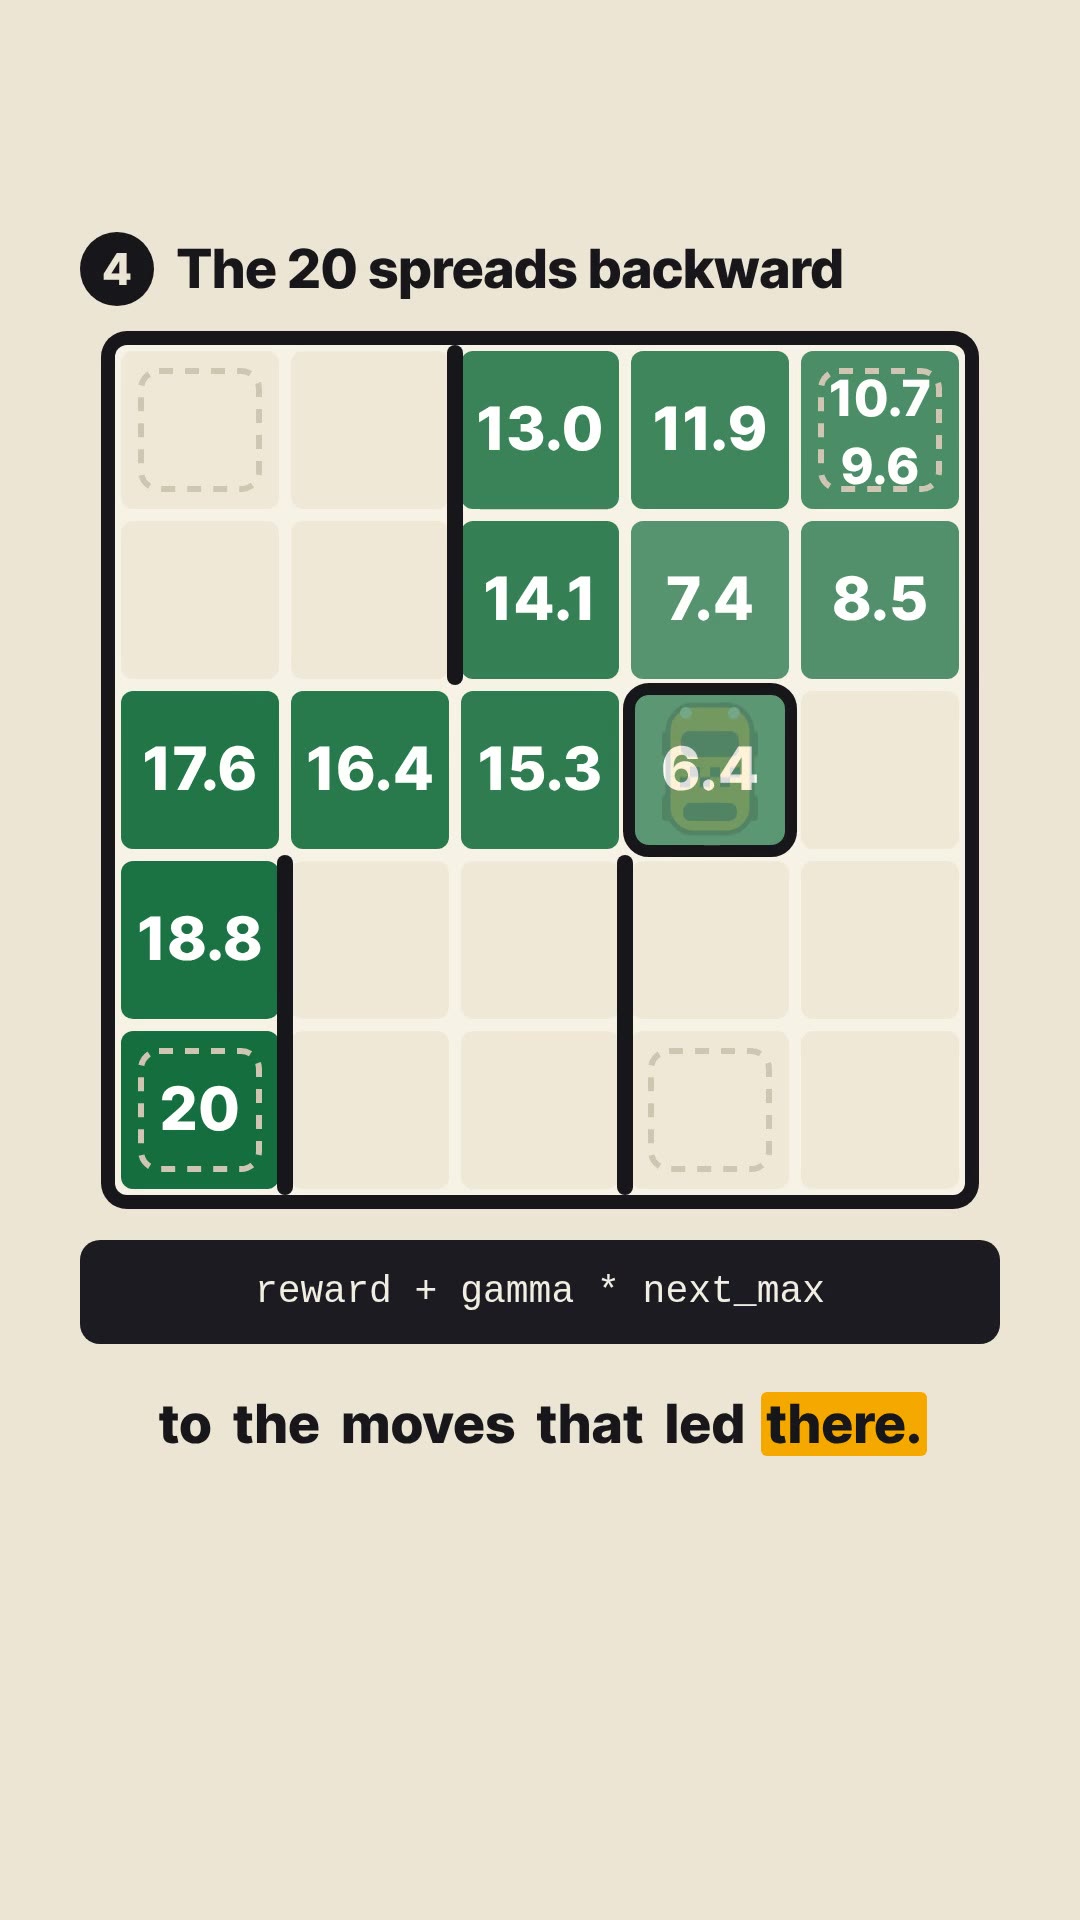 4 The 20 spreads backward
13.0 11.9 10.7
9.6
14.1 7.4 8.5
17.6 16.4 15.3 6.4
18.8
20
reward + gamma * next_max
to the moves that led there.